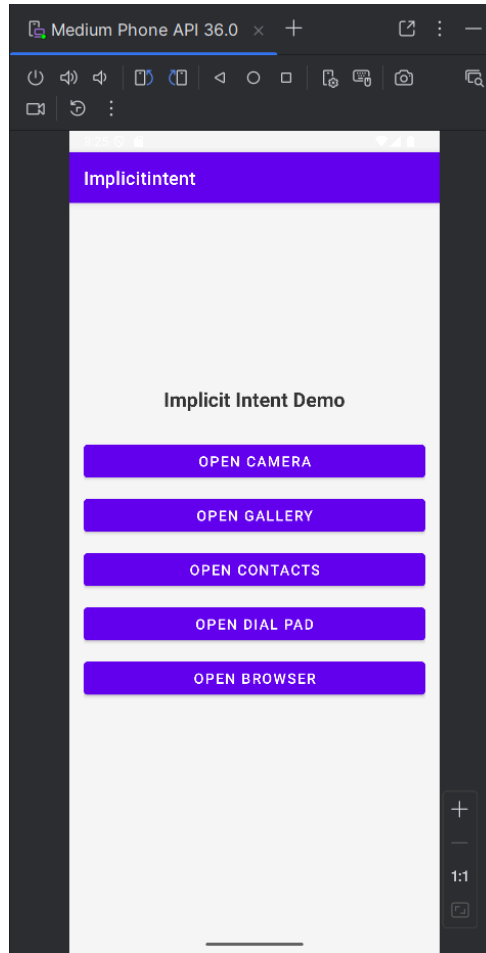 Medium Phone API 36.0
Implicitintent
Implicit Intent Demo
OPEN CAMERA
OPEN GALLERY
OPEN CONTACTS
OPEN DIAL PAD
OPEN BROWSER
1:1